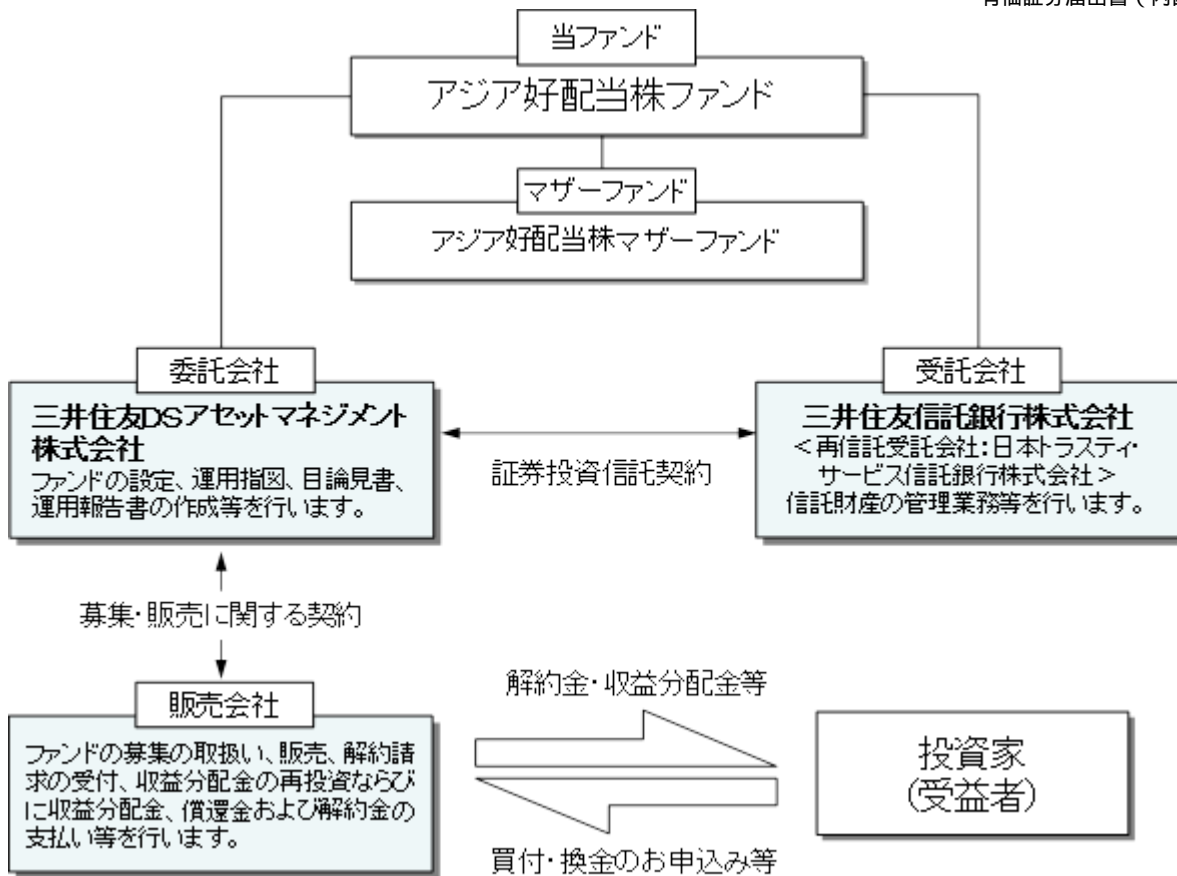 当ファンド
アジア好配当株ファンド
マザーファンド
アジア好配当株マザーファンド
委託会社
三井住友DSアセットマネジメント
株式会社
ファンドの設定、運用指図、目論見書、
運用報告書の作成等を行います。
証券投資信託契約
受託会社
三井住友信託銀行株式会社
<再信託受託会社:日本トラスティ・
サービス信託銀行株式会社>
信託財産の管理業務等を行います。
募集・販売に関する契約
販売会社
ファンドの募集の取扱い、販売、解約請
求の受付、収益分配金の再投資ならび
に収益分配金、償還金および解約金の
支払い等を行います。
解約金・収益分配金等
買付・換金のお申込み等
投資家
(受益者)